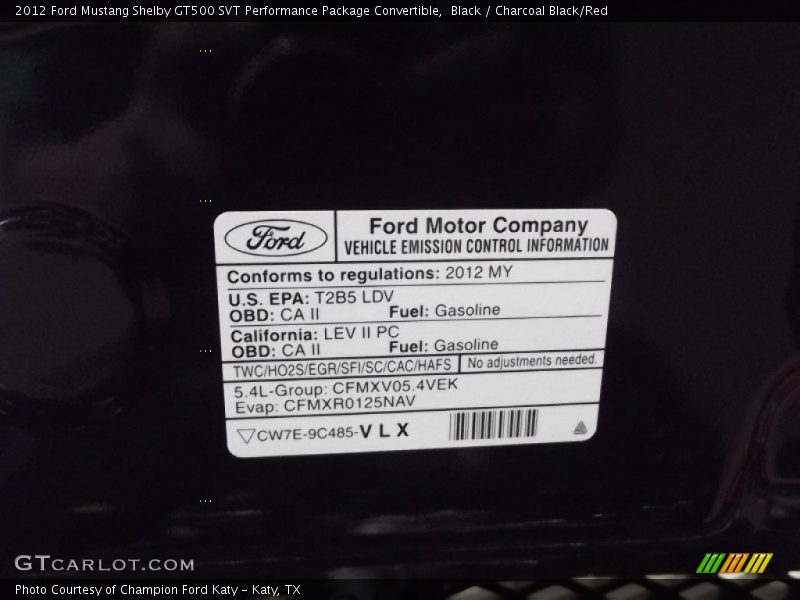 2012 Ford Mustang Shelby GT500 SVT Performance Package Convertible, Black / Charcoal Black/Red
Ford
Ford Motor Company
VEHICLE EMISSION CONTROL INFORMATION
Conforms to regulations: 2012 MY
U.S. EPA: T2B5 LDV
OBD: CA II Fuel: Gasoline
California: LEV II PC
OBD: CA II Fuel: Gasoline
TWC/HO2S/EGR/SFI/SC/CAC/HAFS No adjustments needed.
5.4L-Group: CFMXV05.4VEK
Evap: CFMXR0125NAV
CW7E-9C485-V L X
GTCARLOT.COM
Photo Courtesy of Champion Ford Katy - Katy, TX